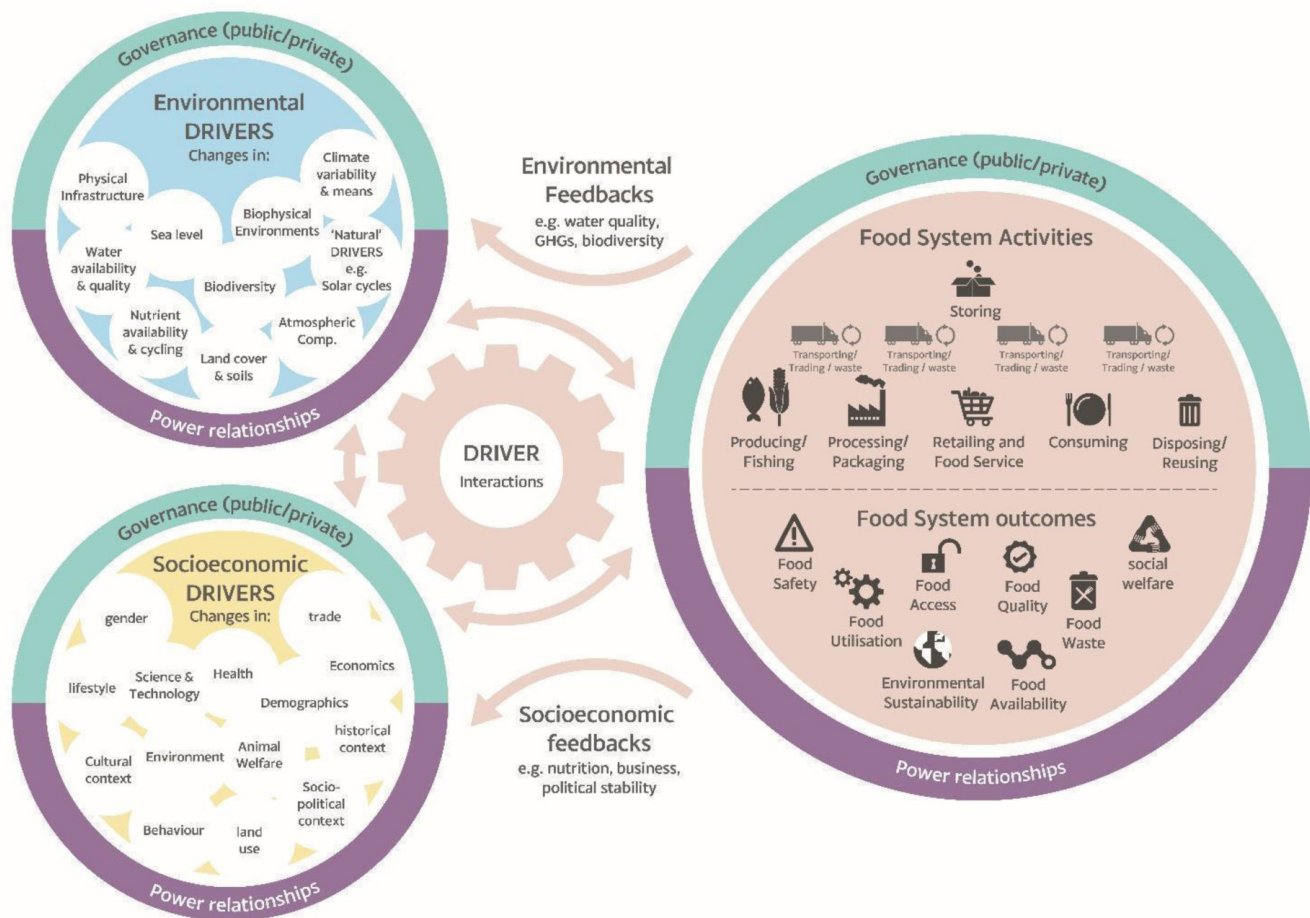 Governance (public/private)
Environmental
DRIVERS
Changes in:
Physical
Infrastructure
Climate
variability
& means
Sea level
Biophysical
Environments
'Natural'
DRIVERS
e.g.
Solar cycles
Water
availability
& quality
Biodiversity
Nutrient
availability
& cycling
Atmospheric
Comp.
Land cover
& soils
Power relationships
Governance (public/private)
Socioeconomic
DRIVERS
Changes in:
gender
trade
Health
Economics
lifestyle
Science &
Technology
Demographics
historical
context
Cultural
context
Environment
Animal
Welfare
Socio-
political
context
Behaviour
land
use
Power relationships
Environmental
Feedbacks
e.g. water quality,
GHGs, biodiversity
DRIVER
Interactions
Socioeconomic
feedbacks
e.g. nutrition, business,
political stability
Governance (public/private)
Food System Activities
Storing
Transporting/
Trading / waste
Transporting/
Trading / waste
Transporting/
Trading / waste
Transporting/
Trading / waste
Producing/
Fishing
Processing/
Packaging
Retailing and
Food Service
Consuming
Disposing/
Reusing
Food System outcomes
Food
Safety
Food
Access
Food
Quality
social
welfare
Food
Utilisation
Food
Waste
Environmental
Sustainability
Food
Availability
Power relationships